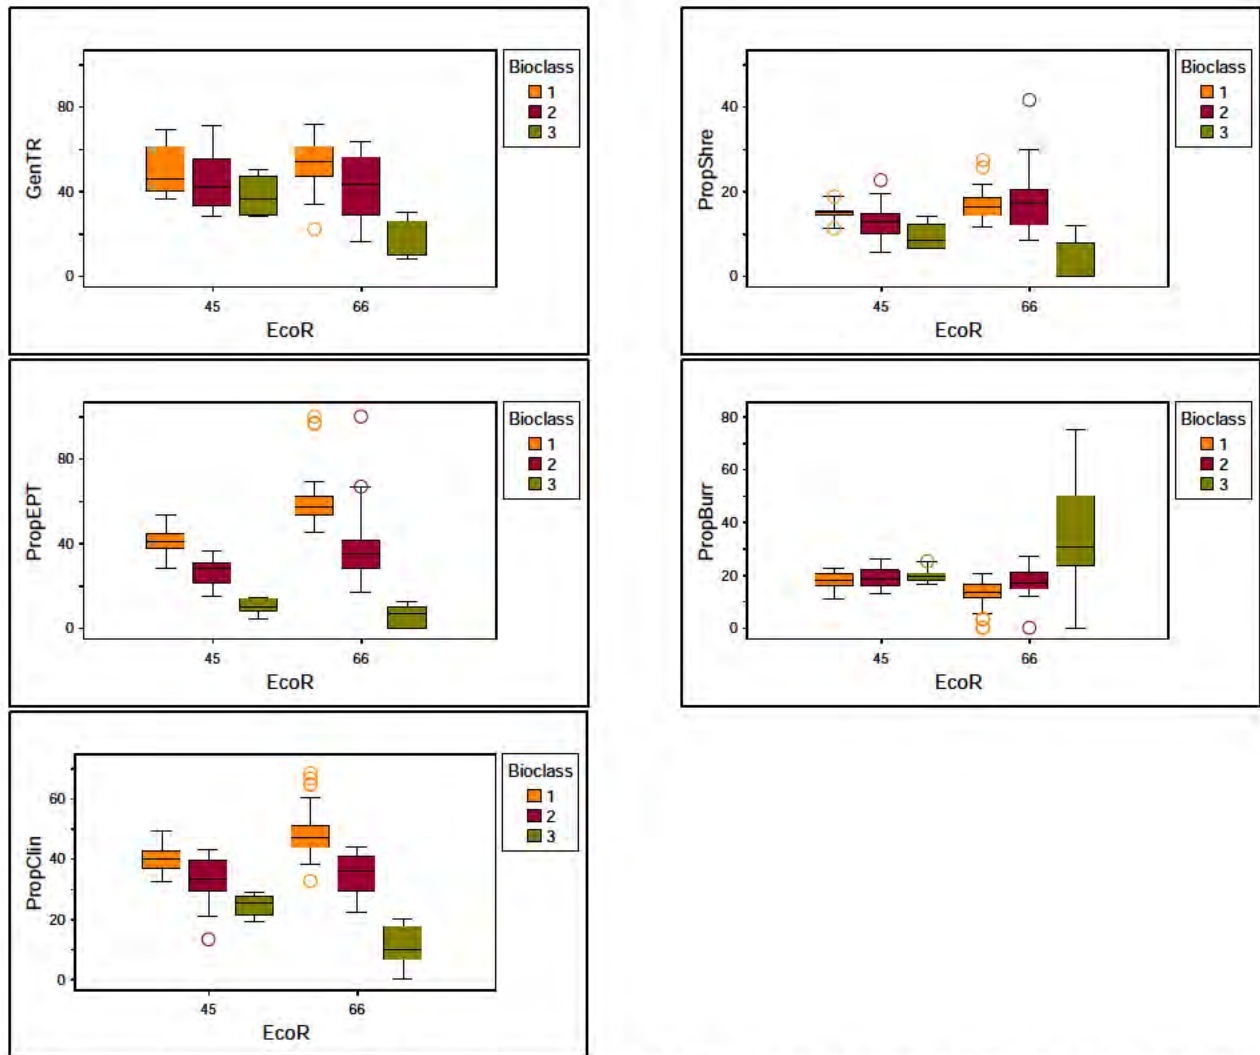 Bioclass
1
2
3
80
40
0
GenTR
45 66
EcoR
Bioclass
1
2
3
40
20
0
PropShre
45 66
EcoR
Bioclass
1
2
3
80
40
0
PropEPT
45 66
EcoR
Bioclass
1
2
3
80
60
40
20
0
PropBurr
45 66
EcoR
Bioclass
1
2
3
60
40
20
0
PropClin
45 66
EcoR